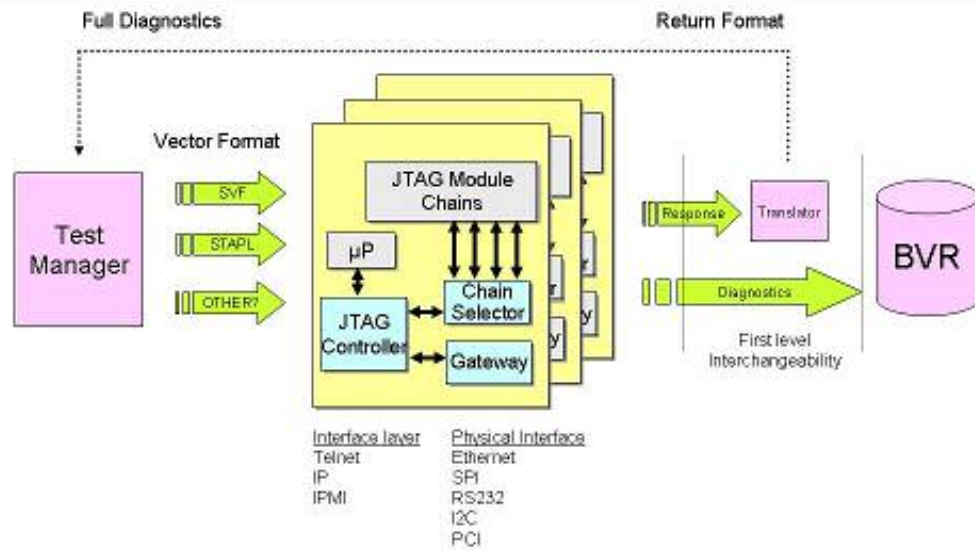 Full Diagnostics
Return Format
Vector Format
Test
Manager
SVF
STAPL
OTHER?
JTAG Module
Chains
µP
JTAG
Controller
Chain
Selector
Gateway
r
y
Response
Translator
Diagnostics
BVR
First level
Interchangeability
Interface layer
Telnet
IP
IPMI
Physical Interface
Ethernet
SPI
RS232
I2C
PCI